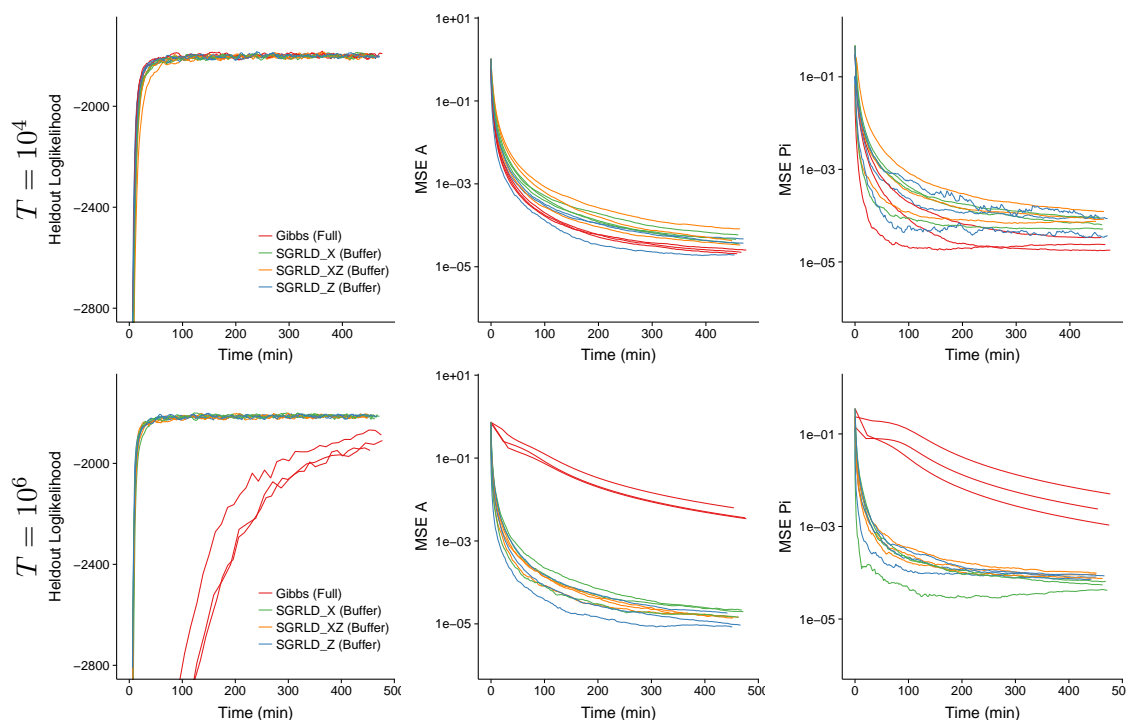 T = 10⁴
Heldout Loglikelihood
-2000
-2400
-2800
Gibbs (Full)
SGRLD_X (Buffer)
SGRLD_XZ (Buffer)
SGRLD_Z (Buffer)
0 100 200 300 400
Time (min)
MSE A
1e+01
1e-01
1e-03
1e-05
0 100 200 300 400 500
Time (min)
MSE Pi
1e-01
1e-03
1e-05
0 100 200 300 400
Time (min)
T = 10⁶
Heldout Loglikelihood
-2000
-2400
-2800
Gibbs (Full)
SGRLD_X (Buffer)
SGRLD_XZ (Buffer)
SGRLD_Z (Buffer)
0 100 200 300 400 500
Time (min)
MSE A
1e+01
1e-01
1e-03
1e-05
0 100 200 300 400 500
Time (min)
MSE Pi
1e-01
1e-03
1e-05
0 100 200 300 400 500
Time (min)